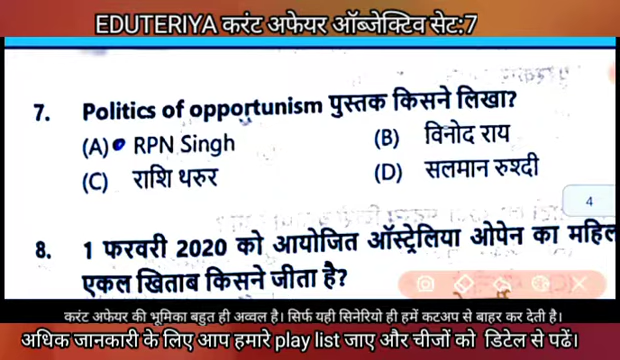 EDUTERIYA करंट अफेयर ऑब्जेक्टिव सेट:7
7. Politics of opportunism पुस्तक किसने लिखा?
(A) RPN Singh (B) विनोद राय
(C) राशि थरुर (D) सलमान रुश्दी
4
8. 1 फरवरी 2020 को आयोजित ऑस्ट्रेलिया ओपेन का महिल
एकल खिताब किसने जीता है?
करंट अफेयर की भूमिका बहुत ही अव्वल है। सिर्फ यही सिनेरियो ही हमें कटअप से बाहर कर देती है।
अधिक जानकारी के लिए आप हमारे play list जाए और चीजों को डिटेल से पढें।